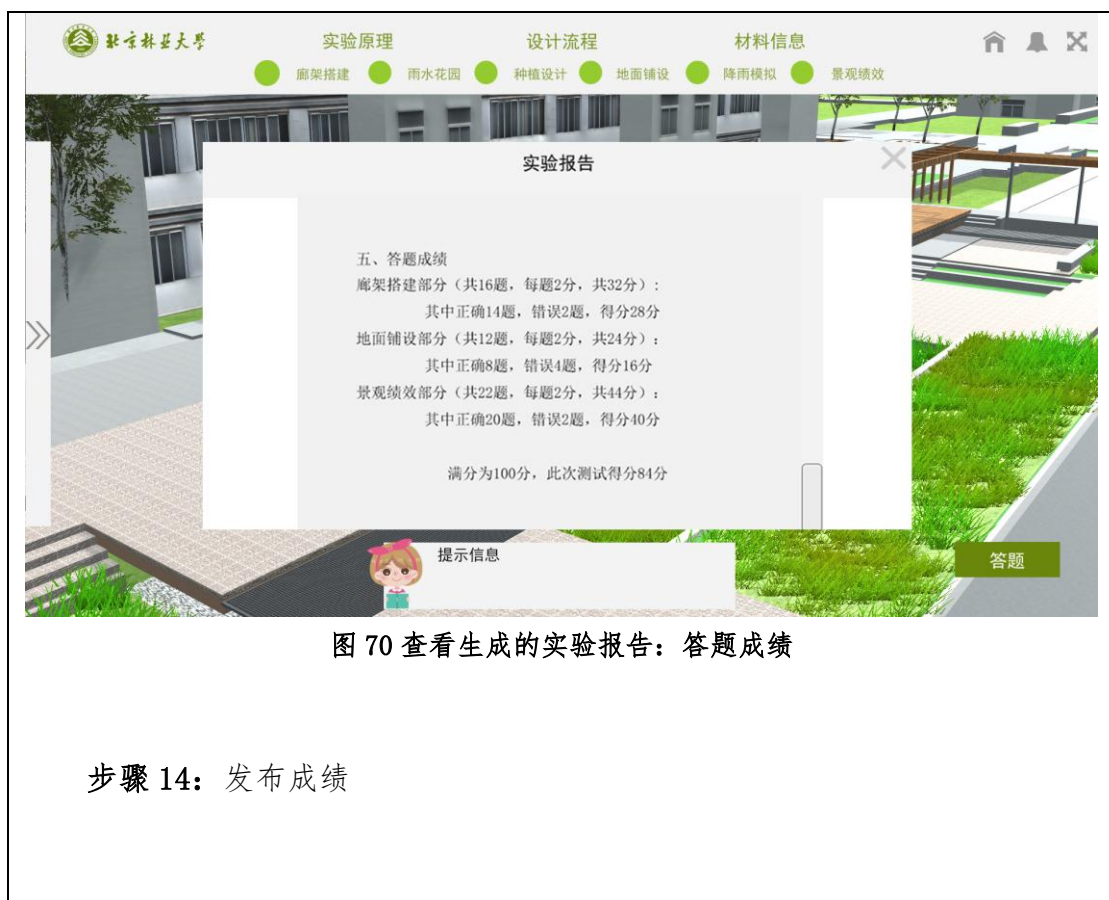 北京林业大学
实验原理 设计流程 材料信息
廊架搭建 雨水花园 种植设计 地面铺设 降雨模拟 景观绩效
实验报告
五、答题成绩
廊架搭建部分（共16题，每题2分，共32分）：
其中正确14题，错误2题，得分28分
地面铺设部分（共12题，每题2分，共24分）：
其中正确8题，错误4题，得分16分
景观绩效部分（共22题，每题2分，共44分）：
其中正确20题，错误2题，得分40分
满分为100分，此次测试得分84分
提示信息
答题
图 70 查看生成的实验报告：答题成绩
步骤 14：发布成绩